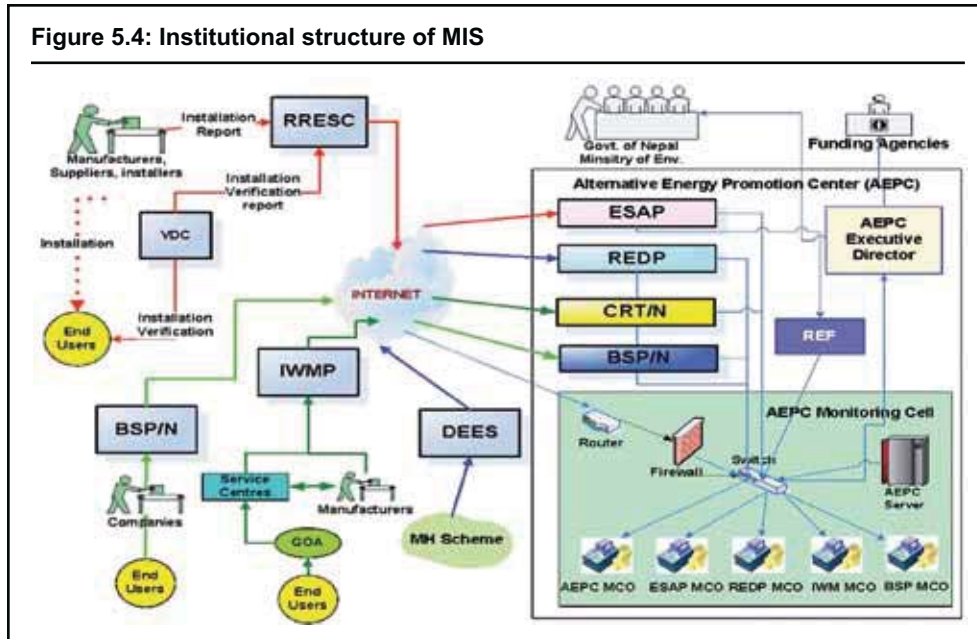 Figure 5.4: Institutional structure of MIS
Installation
Report
RRESC
Manufacturers,
Suppliers, installers
Installation
Verification
report
VDC
Installation
End
Users
Installation
Verification
INTERNET
IWMP
BSP/N
DEES
Service
Centres
Manufacturers
Companies
GOA
MH Scheme
End
Users
End
Users
Govt. of Nepal
Minsitry of Env.
Funding Agencies
Alternative Energy Promotion Center (AEPC)
ESAP
REDP
CRT/N
BSP/N
AEPC
Executive
Director
REF
AEPC Monitoring Cell
Router
Firewall
Switch
AEPC
Server
AEPC MCO
ESAP MCO
REDP MCO
IWM MCO
BSP MCO